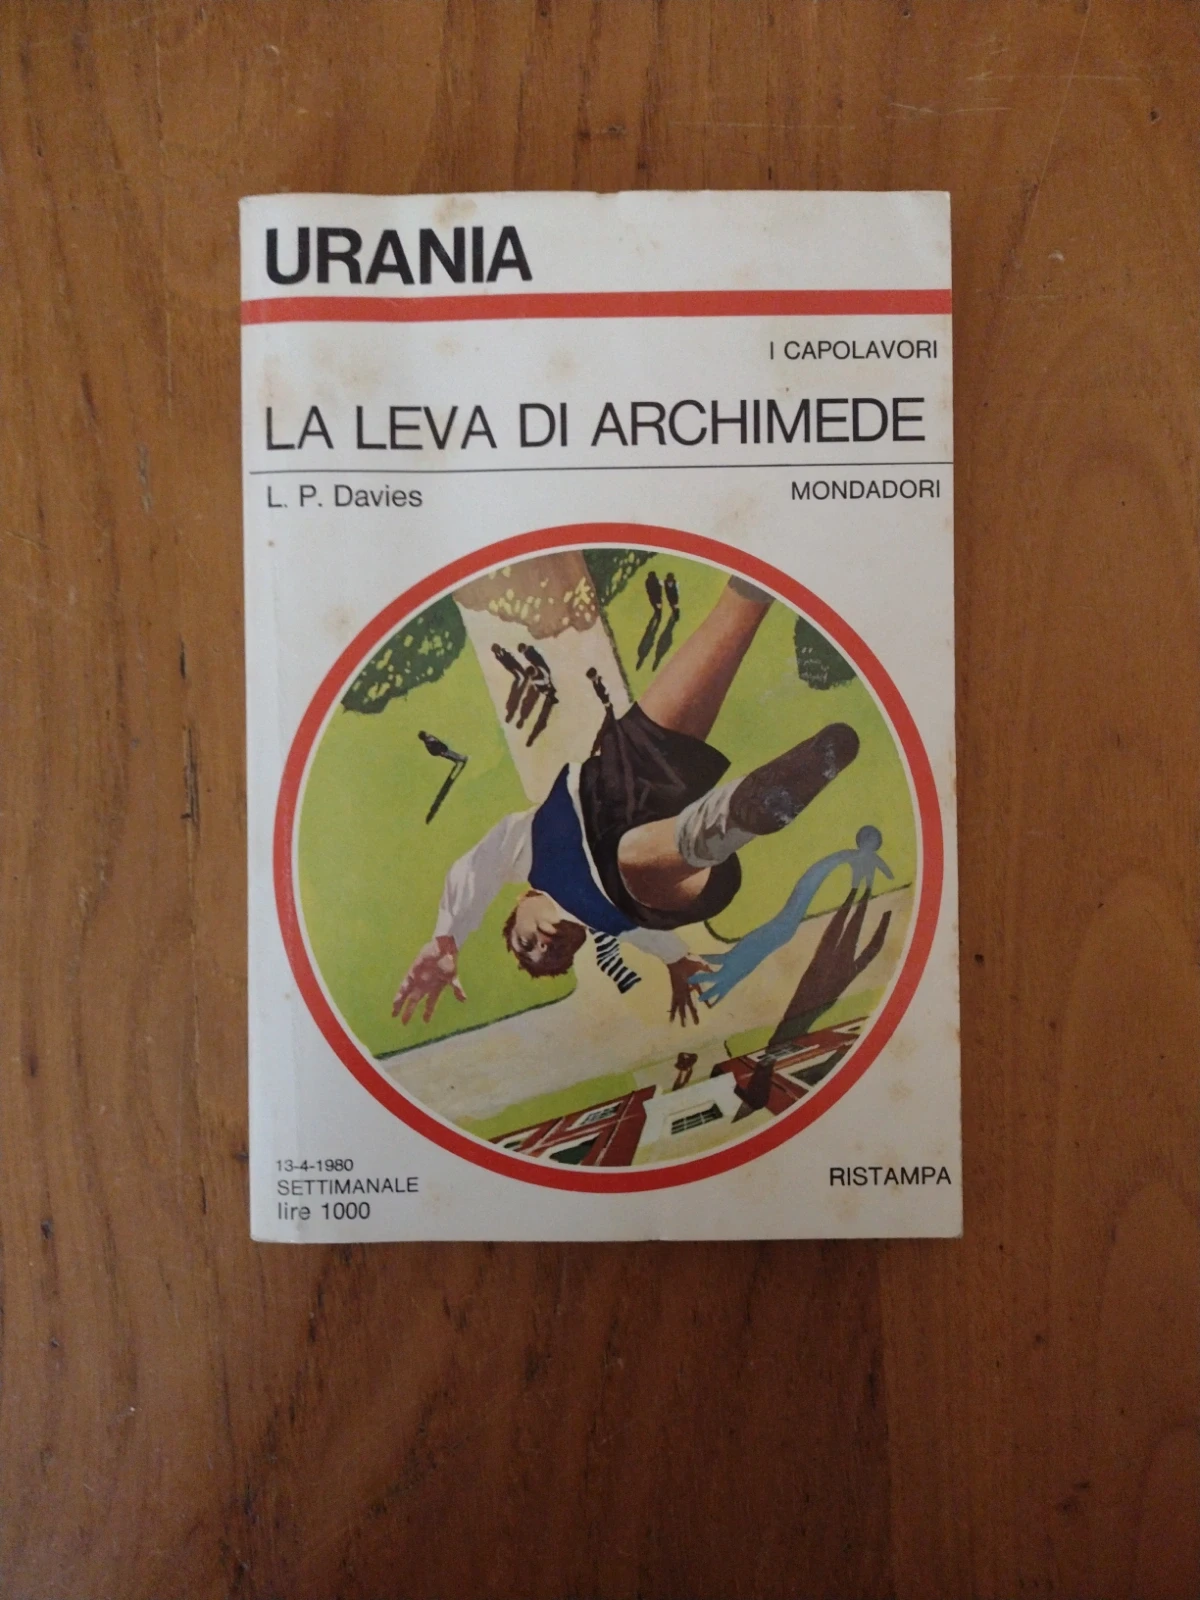 URANIA
I CAPOLAVORI
LA LEVA DI ARCHIMEDE
L. P. Davies
MONDADORI
13-4-1980
SETTIMANALE
lire 1000
RISTAMPA